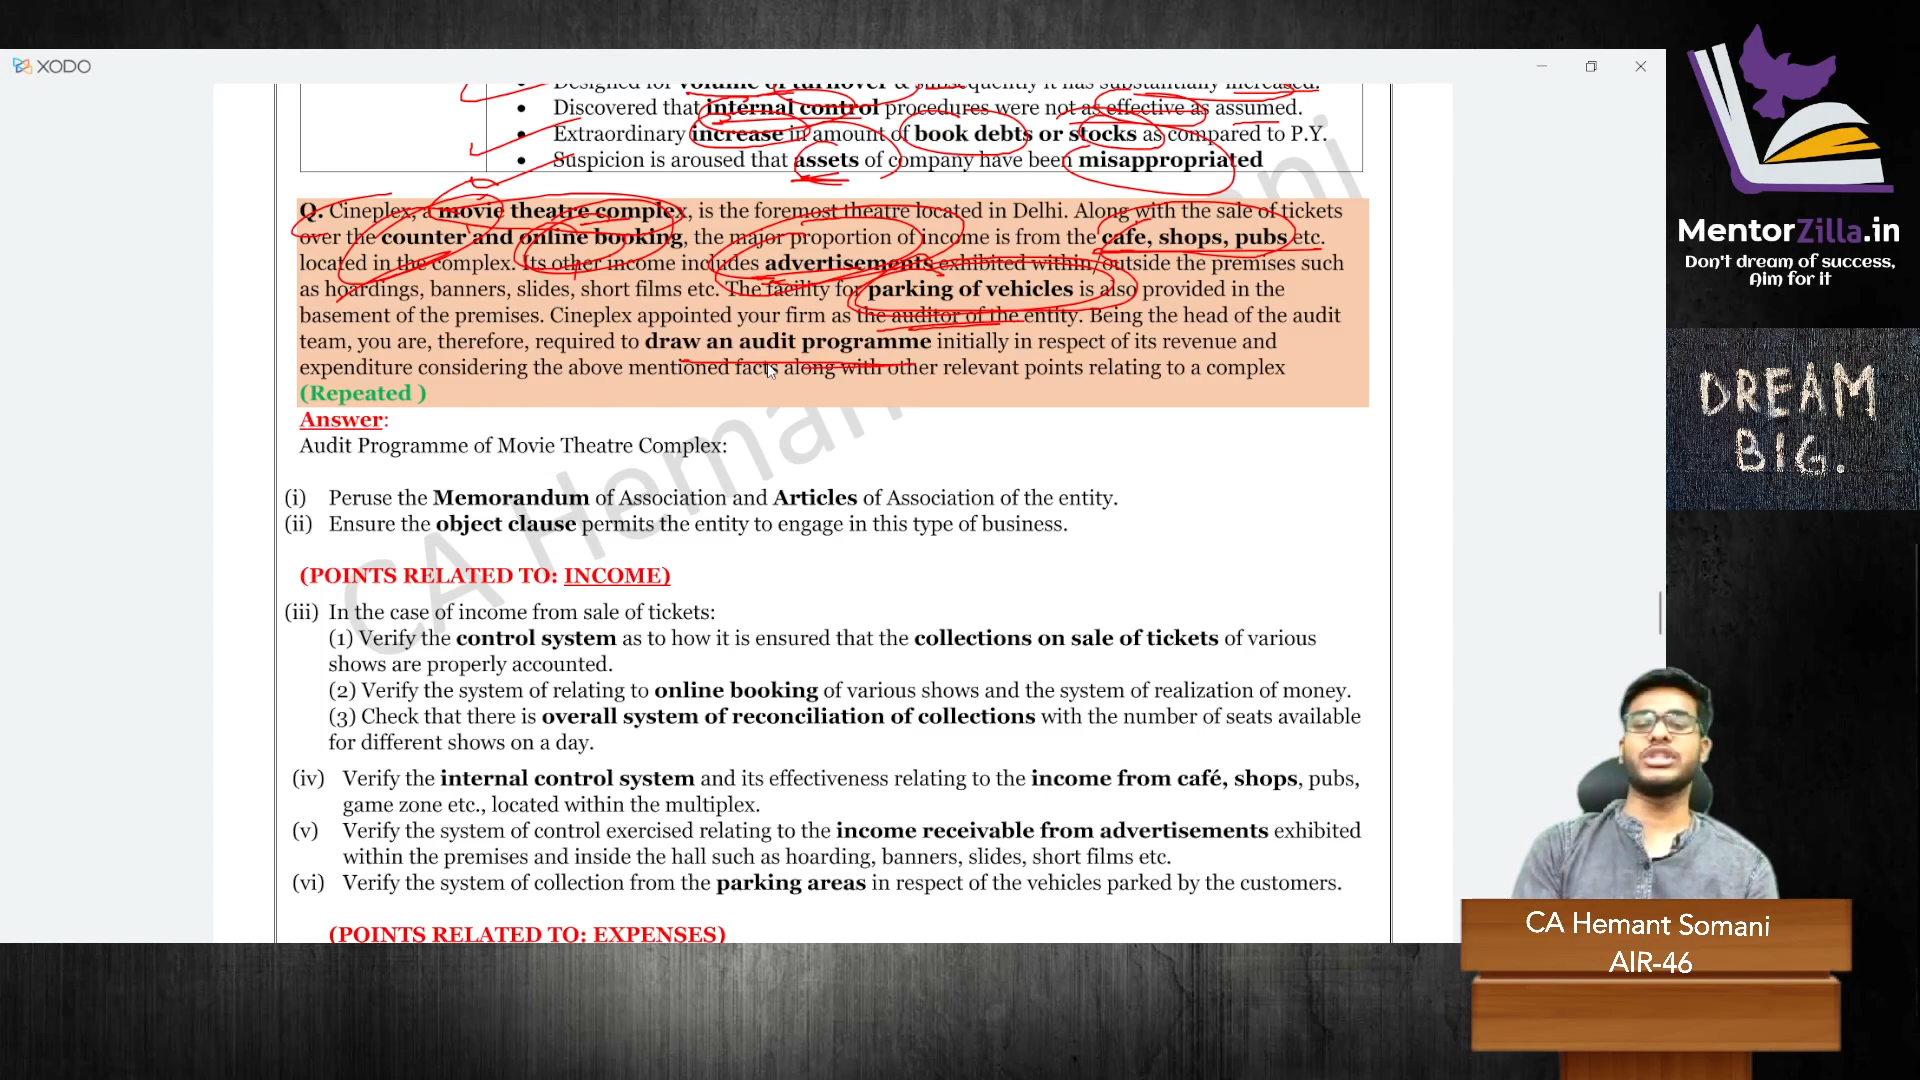 XODO
Designed for volume of turnover & subsequently it has substantially increased.
• Discovered that internal control procedures were not as effective as assumed.
• Extraordinary increase in amount of book debts or stocks as compared to P.Y.
• Suspicion is aroused that assets of company have been misappropriated
Q. Cineplex, a movie theatre complex, is the foremost theatre located in Delhi. Along with the sale of tickets
over the counter and online booking, the major proportion of income is from the cafe, shops, pubs etc.
located in the complex. Its other income includes advertisements exhibited within, outside the premises such
as hoardings, banners, slides, short films etc. The facility for parking of vehicles is also provided in the
basement of the premises. Cineplex appointed your firm as the auditor of the entity. Being the head of the audit
team, you are, therefore, required to draw an audit programme initially in respect of its revenue and
expenditure considering the above mentioned facts along with other relevant points relating to a complex
(Repeated )
Answer:
Audit Programme of Movie Theatre Complex:
(i) Peruse the Memorandum of Association and Articles of Association of the entity.
(ii) Ensure the object clause permits the entity to engage in this type of business.
(POINTS RELATED TO: INCOME)
(iii) In the case of income from sale of tickets:
(1) Verify the control system as to how it is ensured that the collections on sale of tickets of various
shows are properly accounted.
(2) Verify the system of relating to online booking of various shows and the system of realization of money.
(3) Check that there is overall system of reconciliation of collections with the number of seats available
for different shows on a day.
(iv) Verify the internal control system and its effectiveness relating to the income from café, shops, pubs,
game zone etc., located within the multiplex.
(v) Verify the system of control exercised relating to the income receivable from advertisements exhibited
within the premises and inside the hall such as hoarding, banners, slides, short films etc.
(vi) Verify the system of collection from the parking areas in respect of the vehicles parked by the customers.
(POINTS RELATED TO: EXPENSES)
CA Hemant Somani
MentorZilla.in
Don't dream of success,
Aim for it
DREAM
BIG.
CA Hemant Somani
AIR-46